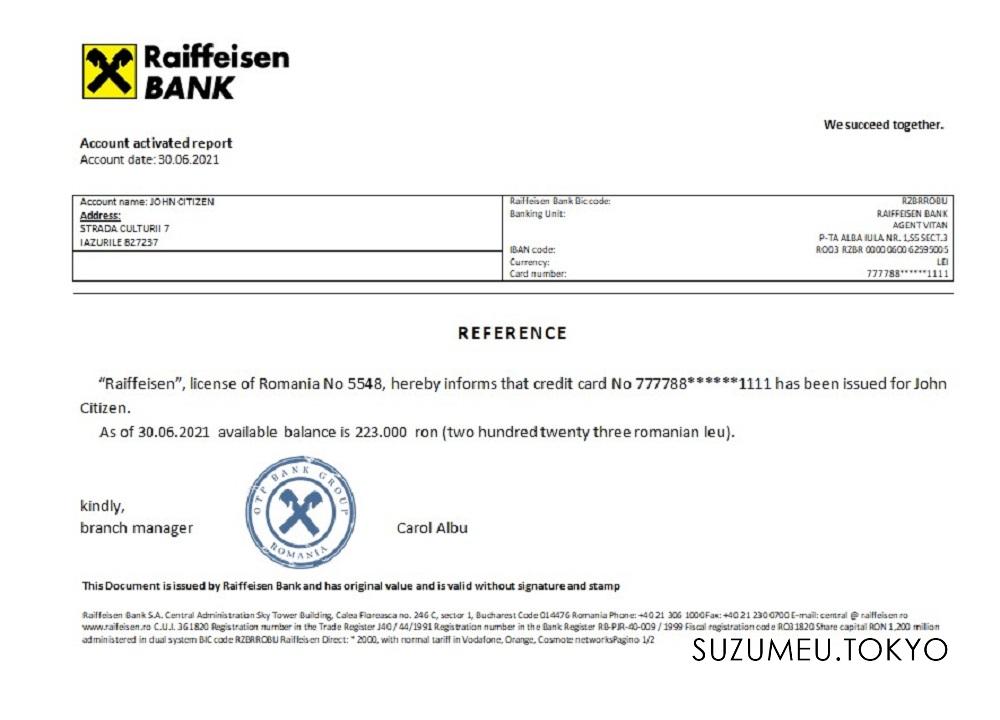 Raiffeisen
BANK
We succeed together.
Account activated report
Account date: 30.06.2021
Account name: JOHN CITIZEN
Address:
STRADA CULTURII 7
IAZURILE 827237
Raiffeisen Bank Bic code: RZBRROBU
Banking Unit: RAIFFEISEN BANK
AGENT VITAN
P-TA ALBA IULA NR. 1,S5 SECT.3
IBAN code: RO03 RZBR 0000 0600 6259 5005
Currency: LEI
Card number: 777788******1111
REFERENCE
“Raiffeisen”, license of Romania No 5548, hereby informs that credit card No 777788******1111 has been issued for John
Citizen.
As of 30.06.2021 available balance is 223.000 ron (two hundred twenty three romanian leu).
kindly,
branch manager
OTP BANK GROUP
ROMANIA
Carol Albu
This Document is issued by Raiffeisen Bank and has original value and is valid without signature and stamp
Raiffeisen Bank S.A. Central Administration Sky Tower Building, Calea Floreasca no. 246 C, sector 1, Bucharest Code 014476 Romania Phone: +40 21 306 1000 Fax: +40 21 230 0700 E-mail: central @ raiffeisen ro
www.raiffeisen.ro C.U.I. 361820 Registration number in the Trade Register J40 / 44/1991 Registration number in the Bank Register RB-PJR-40-009 / 1999 Fiscal registration code RO31820 Share capital RON 1,200 million
administered in dual system BIC code RZBRROBU Raiffeisen Direct: * 2000, with normal tariff in Vodafone, Orange, Cosmote networksPagino 1/2
SUZUMEU.TOKYO